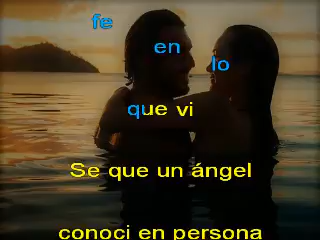 fe
en
lo
que vi
Se que un ángel
conoci en persona